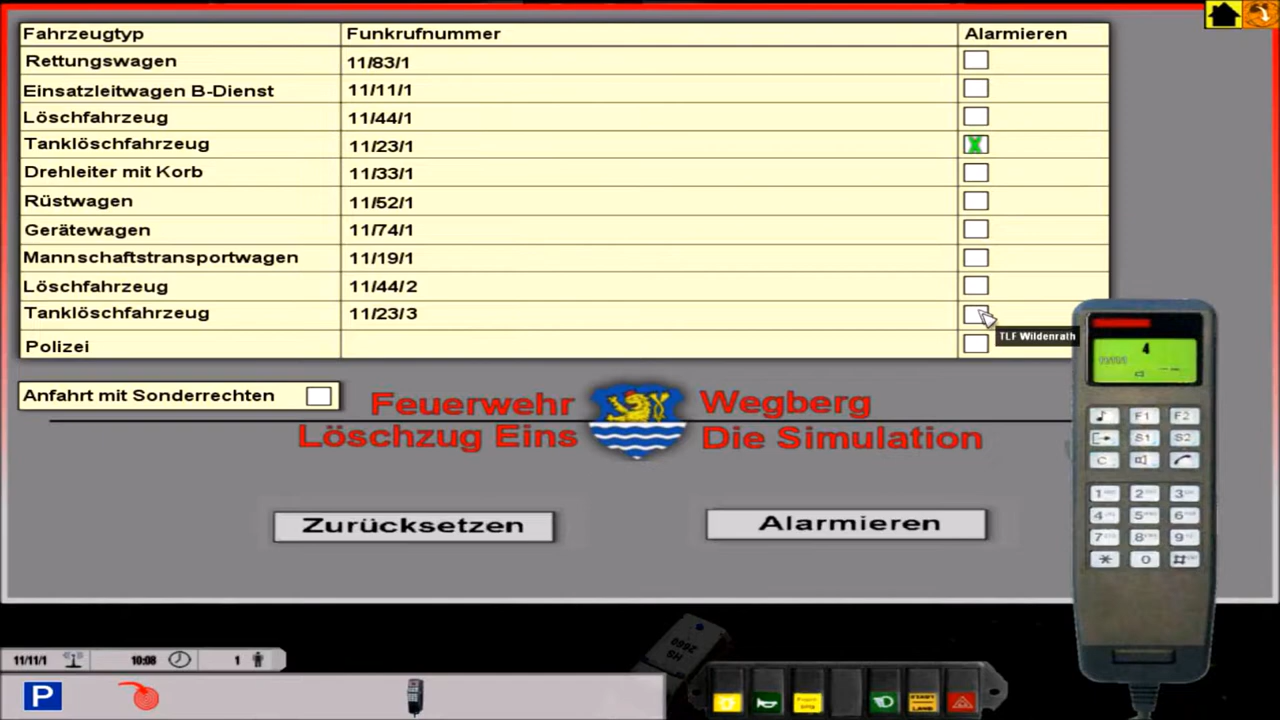 Fahrzeugtyp Funkrufnummer Alarmieren
Rettungswagen 11/83/1
Einsatzleitwagen B-Dienst 11/11/1
Löschfahrzeug 11/44/1
Tanklöschfahrzeug 11/23/1
Drehleiter mit Korb 11/33/1
Rüstwagen 11/52/1
Gerätewagen 11/74/1
Mannschaftstransportwagen 11/19/1
Löschfahrzeug 11/44/2
Tanklöschfahrzeug 11/23/3
TLF Wildenrath
Polizei
4
Anfahrt mit Sonderrechten
Feuerwehr Wegberg
Löschzug Eins Die Simulation
F1 F2
S1 S2
C
Zurücksetzen Alarmieren
1 2 3
4 5 6
7 8 9
* 0 #
11/11/1 10:08 1
P